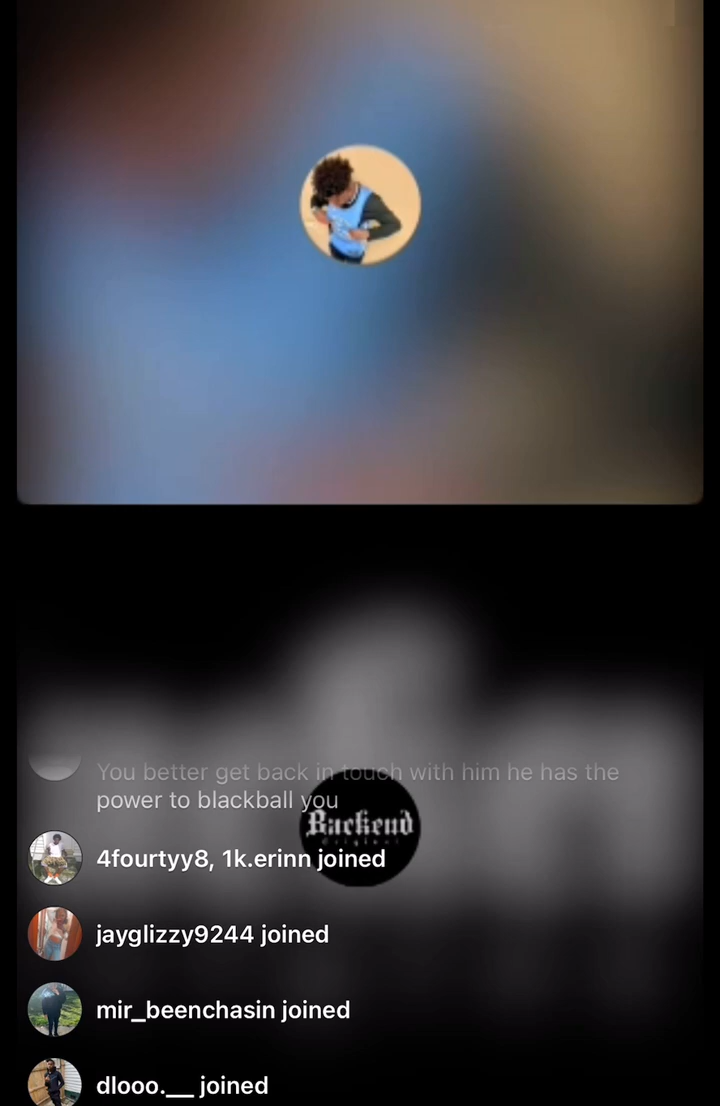 You better get back in touch with him he has the
power to blackball you
Backend
Original
4fourtyy8, 1k.erinn joined
jayglizzy9244 joined
mir_beenchasin joined
dlooo.__ joined